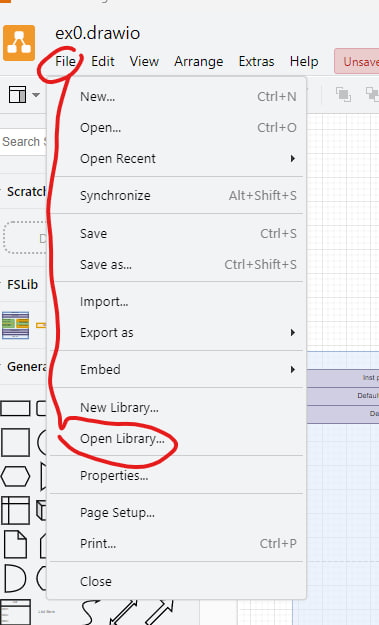 ex0.drawio
File Edit View Arrange Extras Help Unsave
New... Ctrl+N
Open... Ctrl+O
Search S
Open Recent
Scratch
Synchronize Alt+Shift+S
Save Ctrl+S
Save as... Ctrl+Shift+S
FSLib
Import...
Export as
Genera
Embed
Inst p
Default
De
New Library...
Open Library...
Properties...
Page Setup...
Print... Ctrl+P
Close